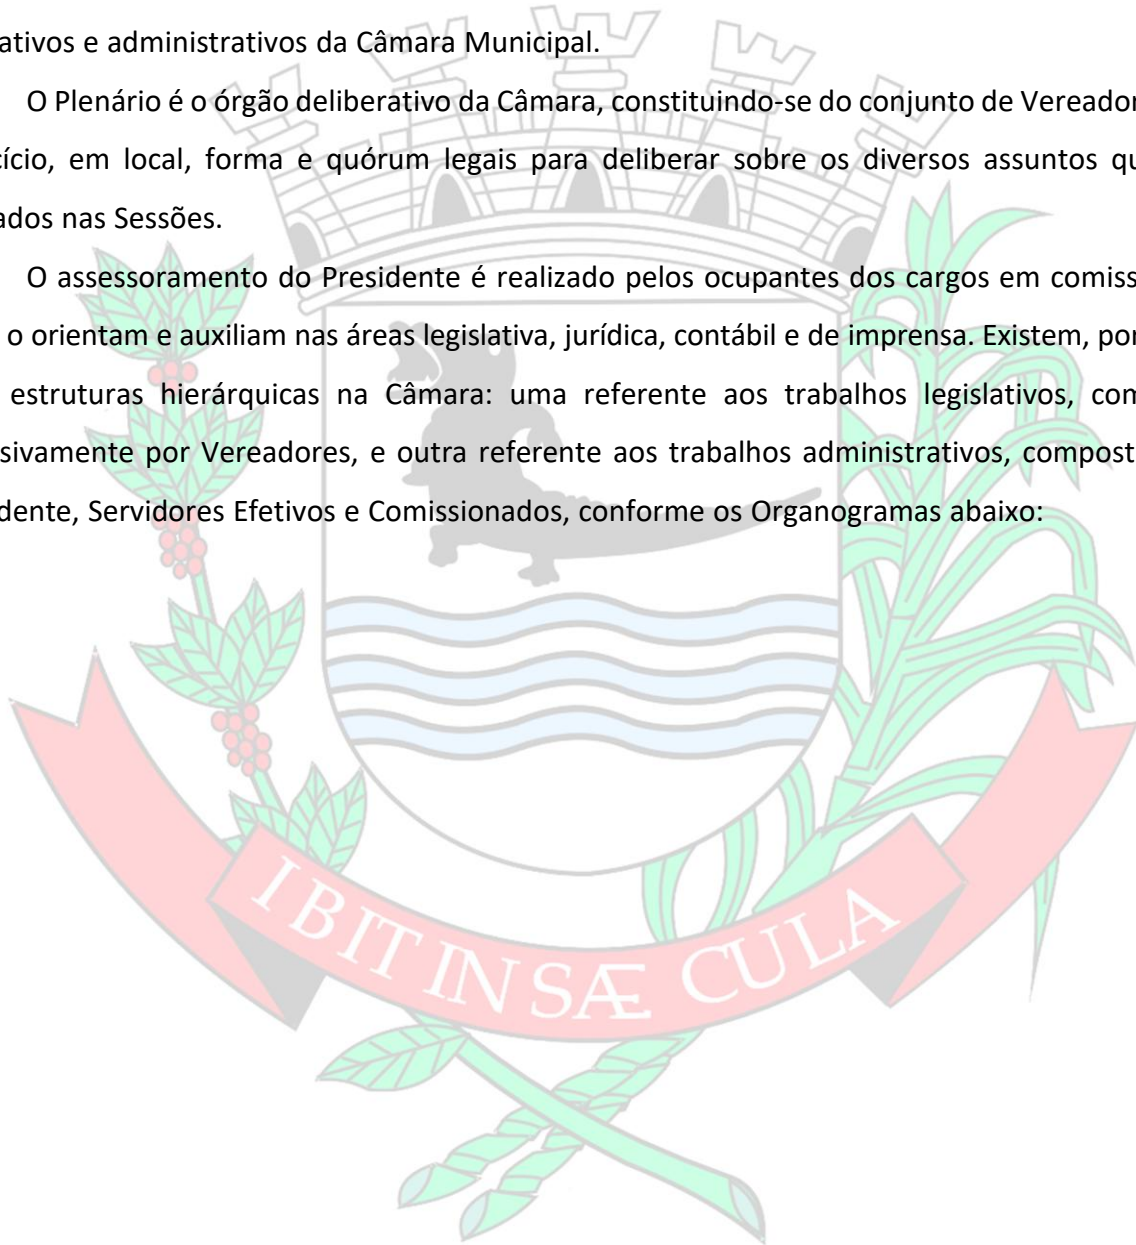 ativos e administrativos da Câmara Municipal.
O Plenário é o órgão deliberativo da Câmara, constituindo-se do conjunto de Vereador
cício, em local, forma e quórum legais para deliberar sobre os diversos assuntos qu
ados nas Sessões.
O assessoramento do Presidente é realizado pelos ocupantes dos cargos em comiss
o orientam e auxiliam nas áreas legislativa, jurídica, contábil e de imprensa. Existem, por
estruturas hierárquicas na Câmara: uma referente aos trabalhos legislativos, com
sivamente por Vereadores, e outra referente aos trabalhos administrativos, compost
dente, Servidores Efetivos e Comissionados, conforme os Organogramas abaixo:
IBIT IN SÆ CULA